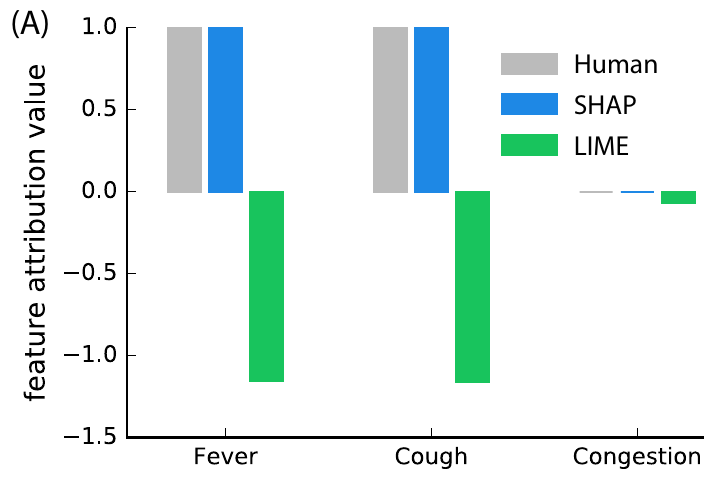 (A)
feature attribution value
1.0
0.5
0.0
−0.5
−1.0
−1.5
Human
SHAP
LIME
Fever
Cough
Congestion